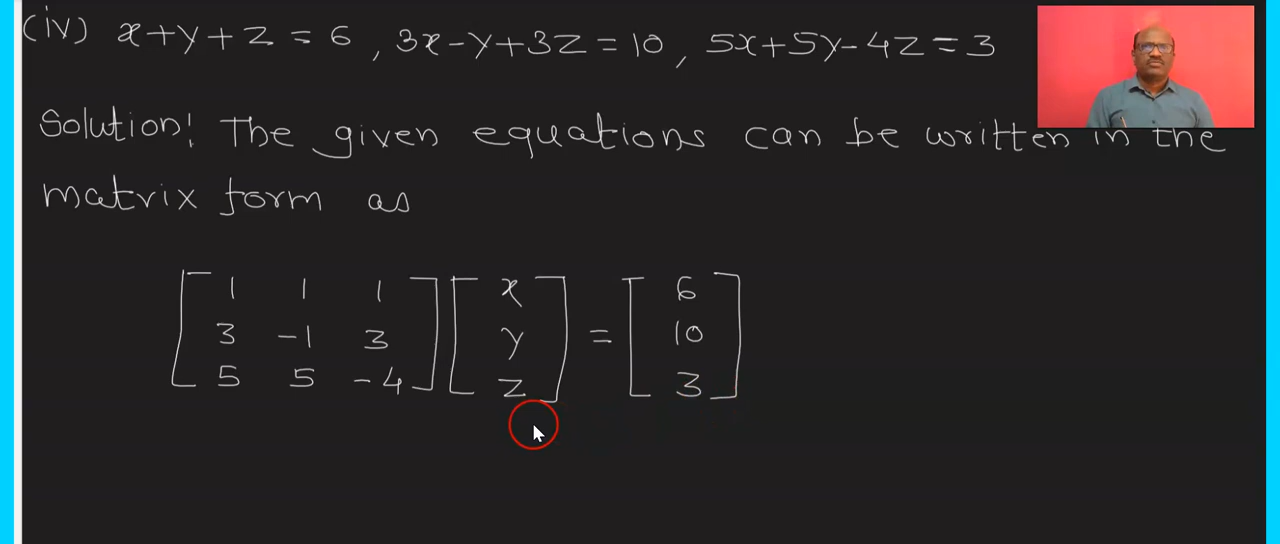 (iv) x+y+z=6, 3x-y+3z=10, 5x+5y-4z=3
Solution: The given equations can be written in the
matrix form as
[1 1 1] [x] [6]
[3 -1 3] [y] = [10]
[5 5 -4] [z] [3]